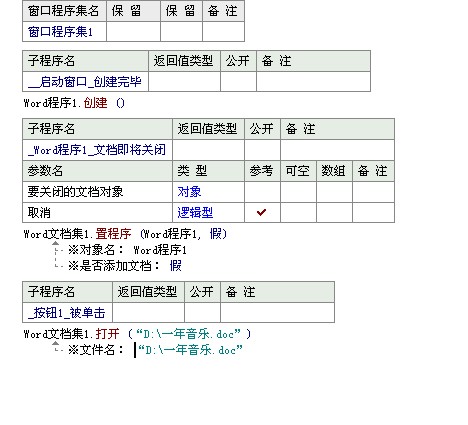 窗口程序集名 保 留 保 留 备 注
窗口程序集1
子程序名 返回值类型 公开 备 注
__启动窗口_创建完毕
Word程序1.创建 ()
子程序名 返回值类型 公开 备 注
_Word程序1_文档即将关闭
参数名 类 型 参考 可空 数组 备 注
要关闭的文档对象 对象
取消 逻辑型 ✓
Word文档集1.置程序 (Word程序1, 假)
※对象名： Word程序1
※是否添加文档： 假
子程序名 返回值类型 公开 备 注
_按钮1_被单击
Word文档集1.打开 (“D:\一年音乐.doc”)
※文件名： “D:\一年音乐.doc”